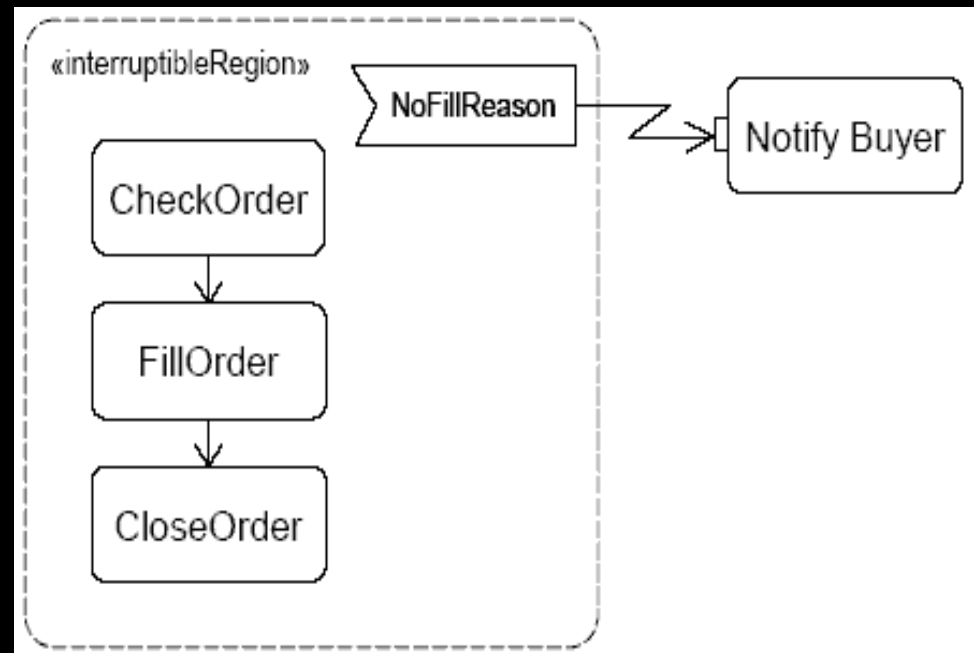 «interruptibleRegion»
NoFillReason
Notify Buyer
CheckOrder
FillOrder
CloseOrder